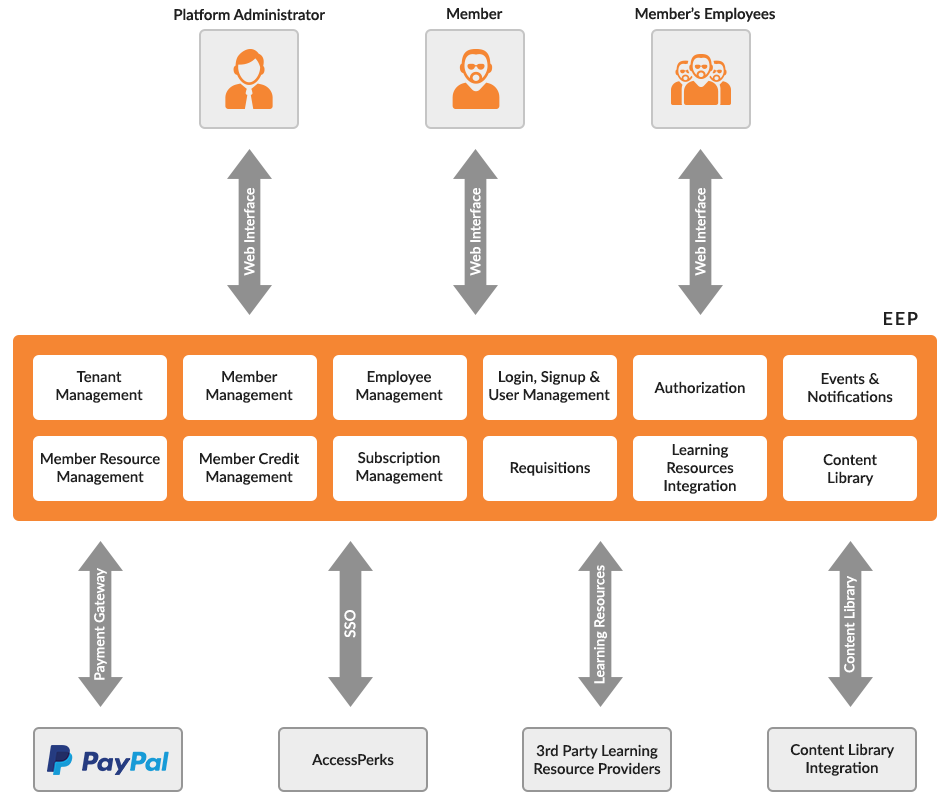 Platform Administrator
Member
Member's Employees
Web Interface
Web Interface
Web Interface
EEP
Tenant
Management
Member
Management
Employee
Management
Login, Signup &
User Management
Authorization
Events &
Notifications
Member Resource
Management
Member Credit
Management
Subscription
Management
Requisitions
Learning
Resources
Integration
Content
Library
Payment Gateway
SSO
Learning Resources
Content Library
PayPal
AccessPerks
3rd Party Learning
Resource Providers
Content Library
Integration